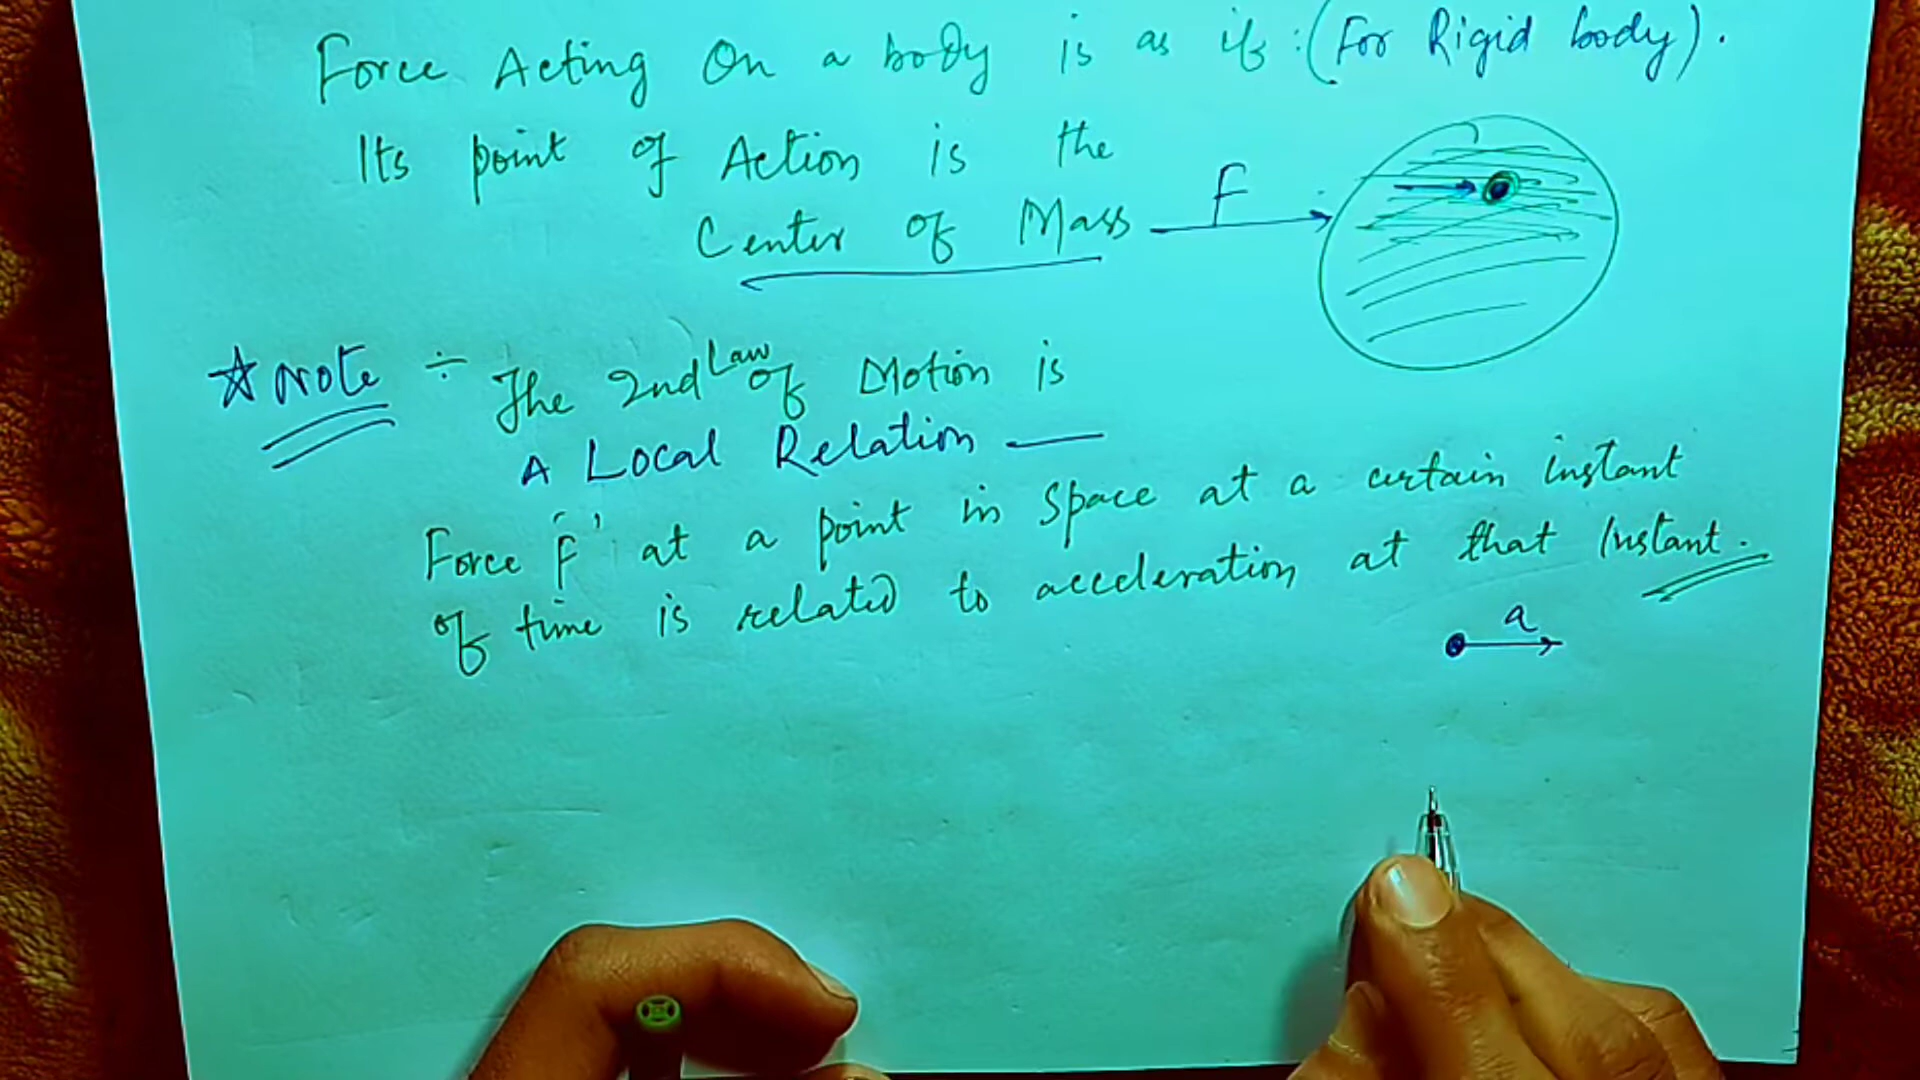 Force Acting On a body is as if : (For Rigid body).
Its point of Action is the
Center of Mass
F
☆ Note ÷ The 2nd Law of Motion is
A Local Relation —
Force 'F' at a point in Space at a certain instant
of time is related to acceleration at that Instant.
a